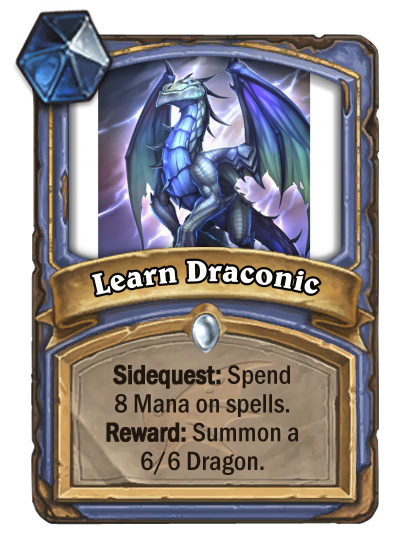 Learn Draconic
Sidequest: Spend
8 Mana on spells.
Reward: Summon a
6/6 Dragon.